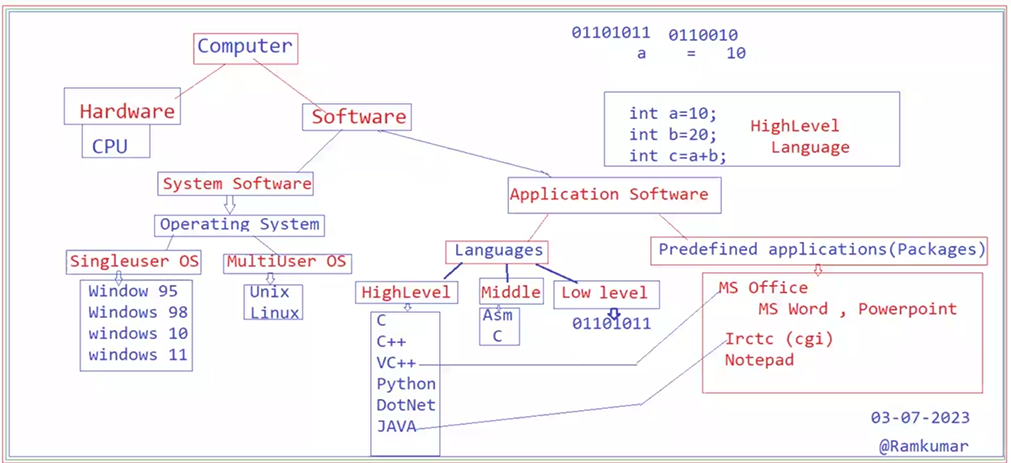 01101011 0110010
a = 10
Computer
Hardware
CPU
Software
int a=10;
int b=20;
int c=a+b;
HighLevel
Language
System Software
Operating System
Singleuser OS
MultiUser OS
Window 95
Windows 98
windows 10
windows 11
Unix
Linux
Application Software
Languages
Predefined applications(Packages)
HighLevel
Middle
Low level
C
C++
VC++
Python
DotNet
JAVA
Asm
C
01101011
MS Office
MS Word , Powerpoint
Irctc (cgi)
Notepad
03-07-2023
@Ramkumar